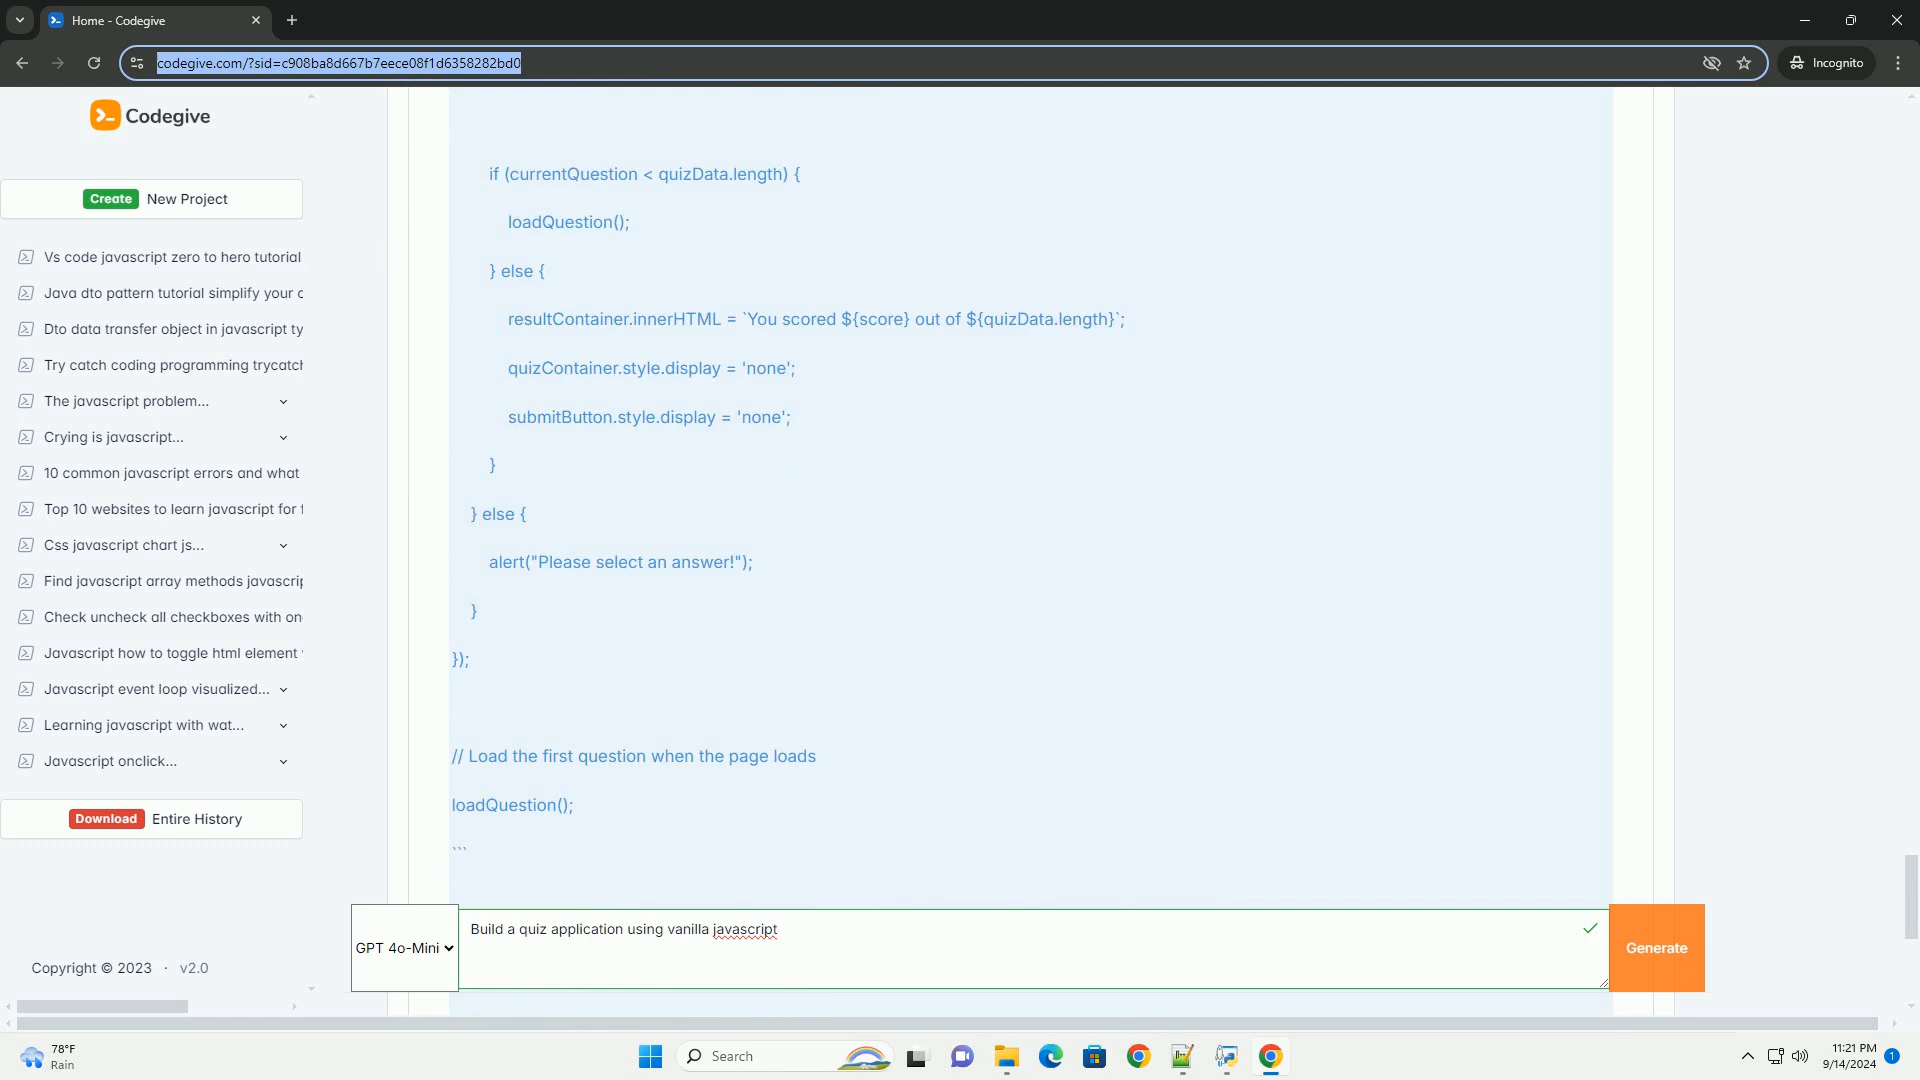 Home - Codegive
codegive.com/?sid=c908ba8d667b7eece08f1d6358282bd0
Incognito
Codegive
Create New Project
Vs code javascript zero to hero tutorial
Java dto pattern tutorial simplify your c
Dto data transfer object in javascript ty
Try catch coding programming trycatch
The javascript problem...
Crying is javascript...
10 common javascript errors and what
Top 10 websites to learn javascript for f
Css javascript chart js...
Find javascript array methods javascrip
Check uncheck all checkboxes with on
Javascript how to toggle html element
Javascript event loop visualized...
Learning javascript with wat...
Javascript onclick...
Download Entire History
Copyright © 2023 · v2.0
if (currentQuestion < quizData.length) {
loadQuestion();
} else {
resultContainer.innerHTML = `You scored ${score} out of ${quizData.length}`;
quizContainer.style.display = 'none';
submitButton.style.display = 'none';
}
} else {
alert("Please select an answer!");
}
});
// Load the first question when the page loads
loadQuestion();
```
GPT 4o-Mini
Build a quiz application using vanilla javascript
Generate
78°F
Rain
Search
11:21 PM
9/14/2024
1